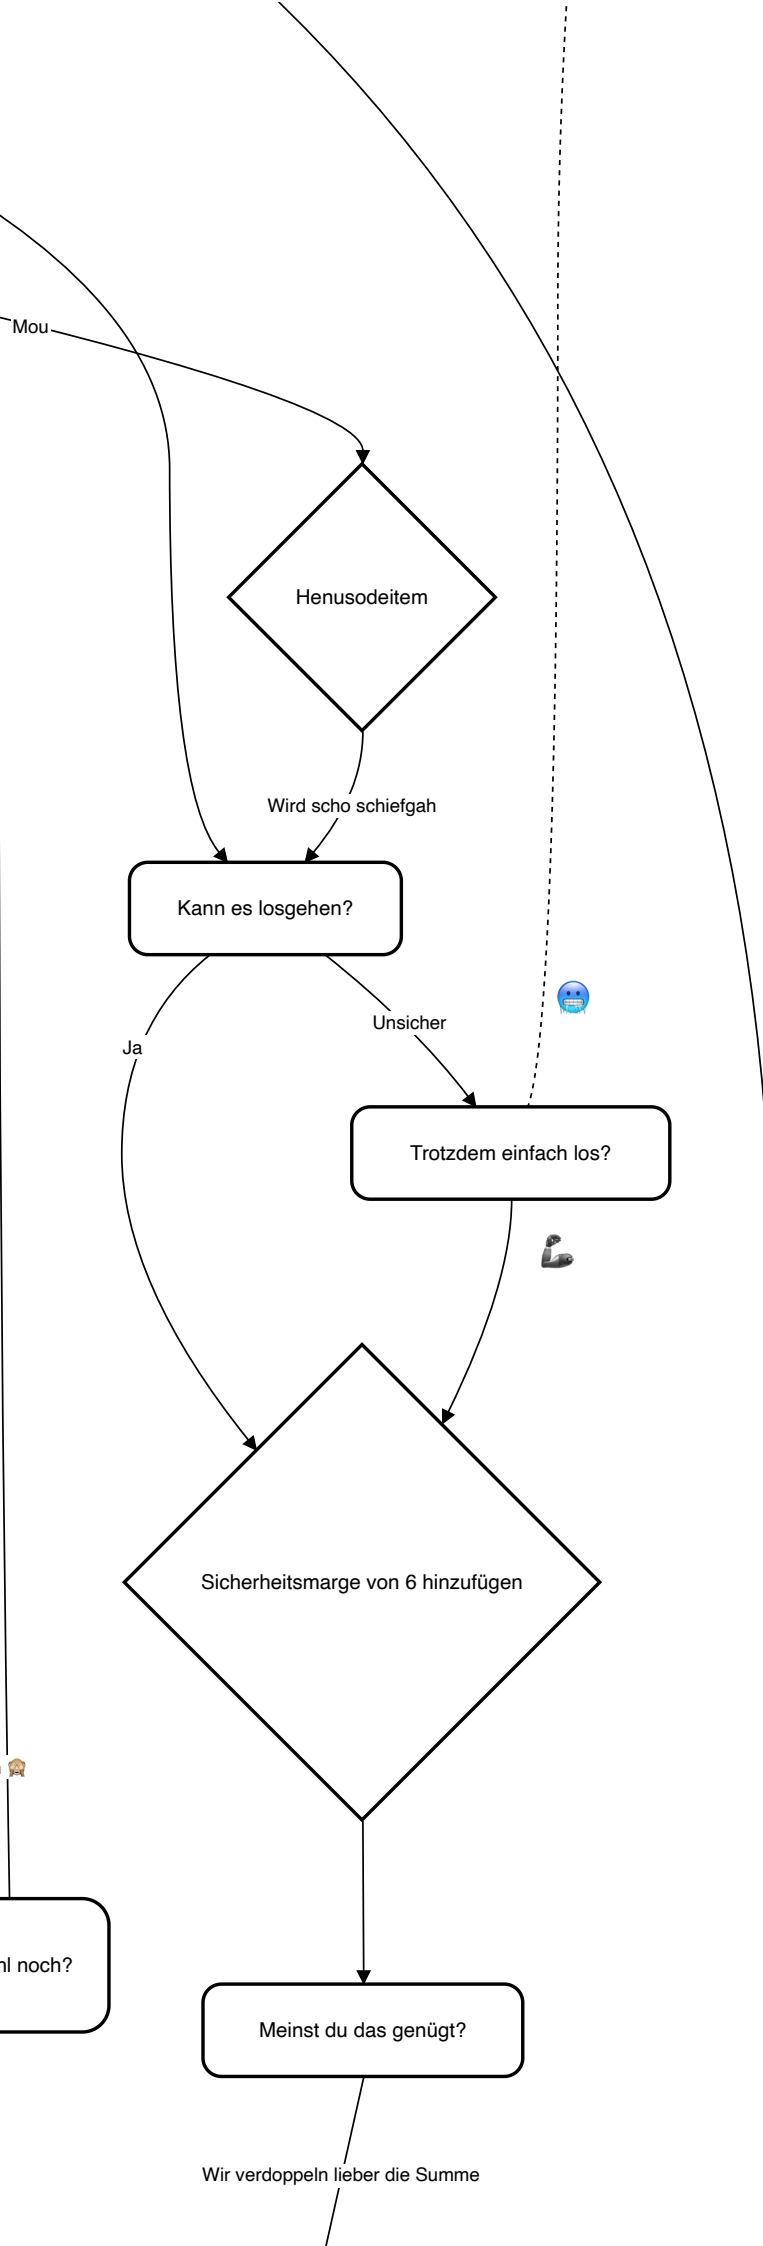 Mou
Henusodeitem
Wird scho schiefgah
Kann es losgehen?
Unsicher
Ja
Trotzdem einfach los?
Sicherheitsmarge von 6 hinzufügen
noch?
Meinst du das genügt?
Wir verdoppeln lieber die Summe